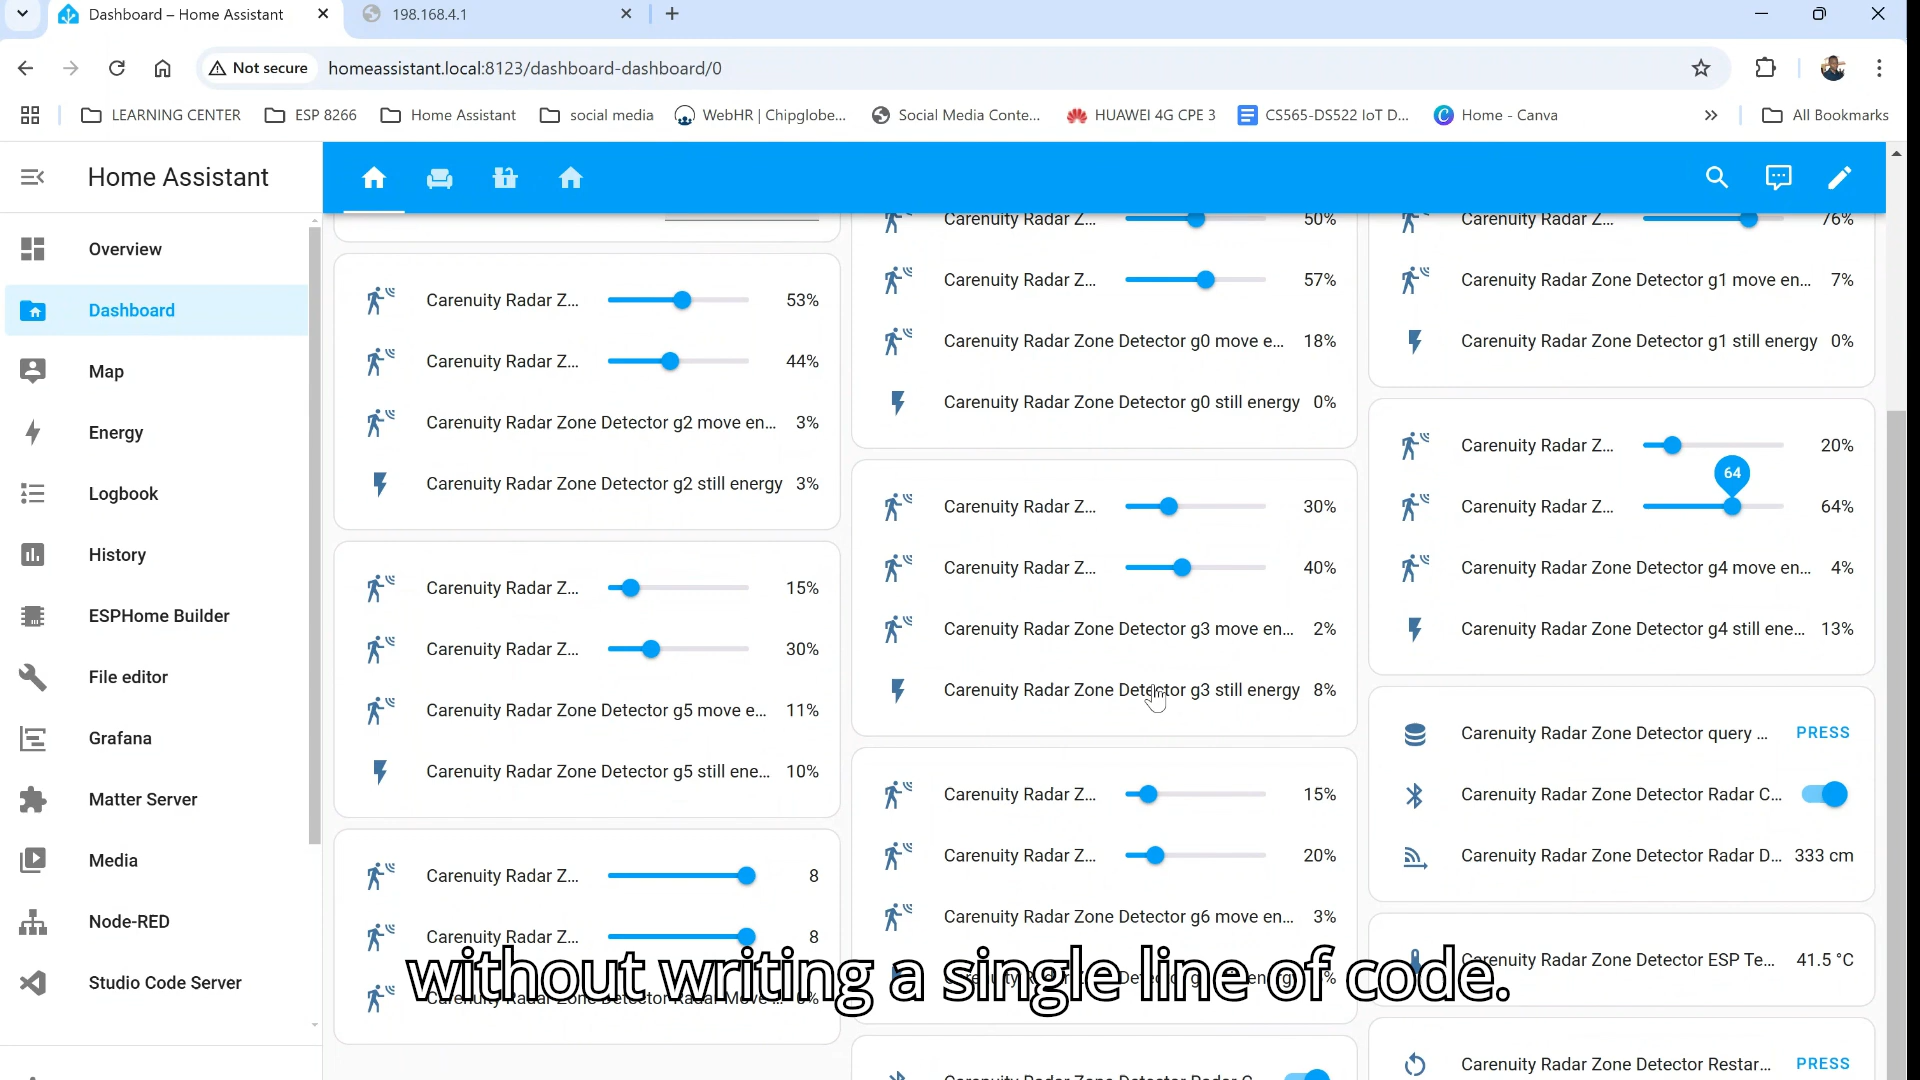 Dashboard – Home Assistant
198.168.4.1
Not secure
homeassistant.local:8123/dashboard-dashboard/0
LEARNING CENTER
ESP 8266
Home Assistant
social media
WebHR | Chipglobe...
Social Media Conte...
HUAWEI 4G CPE 3
CS565-DS522 IoT D...
Home - Canva
All Bookmarks
Home Assistant
Overview
Dashboard
Map
Energy
Logbook
History
ESPHome Builder
File editor
Grafana
Matter Server
Media
Node-RED
Studio Code Server
Carenuity Radar Z... 53%
Carenuity Radar Z... 44%
Carenuity Radar Zone Detector g2 move en... 3%
Carenuity Radar Zone Detector g2 still energy 3%
Carenuity Radar Z... 15%
Carenuity Radar Z... 30%
Carenuity Radar Zone Detector g5 move e... 11%
Carenuity Radar Zone Detector g5 still ene... 10%
Carenuity Radar Z... 8
Carenuity Radar Z... 8
Carenuity Radar Zone Detector Radar Move ...
Carenuity Radar Z... 50%
Carenuity Radar Z... 57%
Carenuity Radar Zone Detector g0 move e... 18%
Carenuity Radar Zone Detector g0 still energy 0%
Carenuity Radar Z... 30%
Carenuity Radar Z... 40%
Carenuity Radar Zone Detector g3 move en... 2%
Carenuity Radar Zone Detector g3 still energy 8%
Carenuity Radar Z... 15%
Carenuity Radar Z... 20%
Carenuity Radar Zone Detector g6 move en... 3%
Carenuity Radar Z... 76%
Carenuity Radar Zone Detector g1 move en... 7%
Carenuity Radar Zone Detector g1 still energy 0%
Carenuity Radar Z... 20%
64
Carenuity Radar Z... 64%
Carenuity Radar Zone Detector g4 move en... 4%
Carenuity Radar Zone Detector g4 still ene... 13%
Carenuity Radar Zone Detector query ... PRESS
Carenuity Radar Zone Detector Radar C...
Carenuity Radar Zone Detector Radar D... 333 cm
Carenuity Radar Zone Detector ESP Te... 41.5 °C
Carenuity Radar Zone Detector Restar... PRESS
without writing a single line of code.